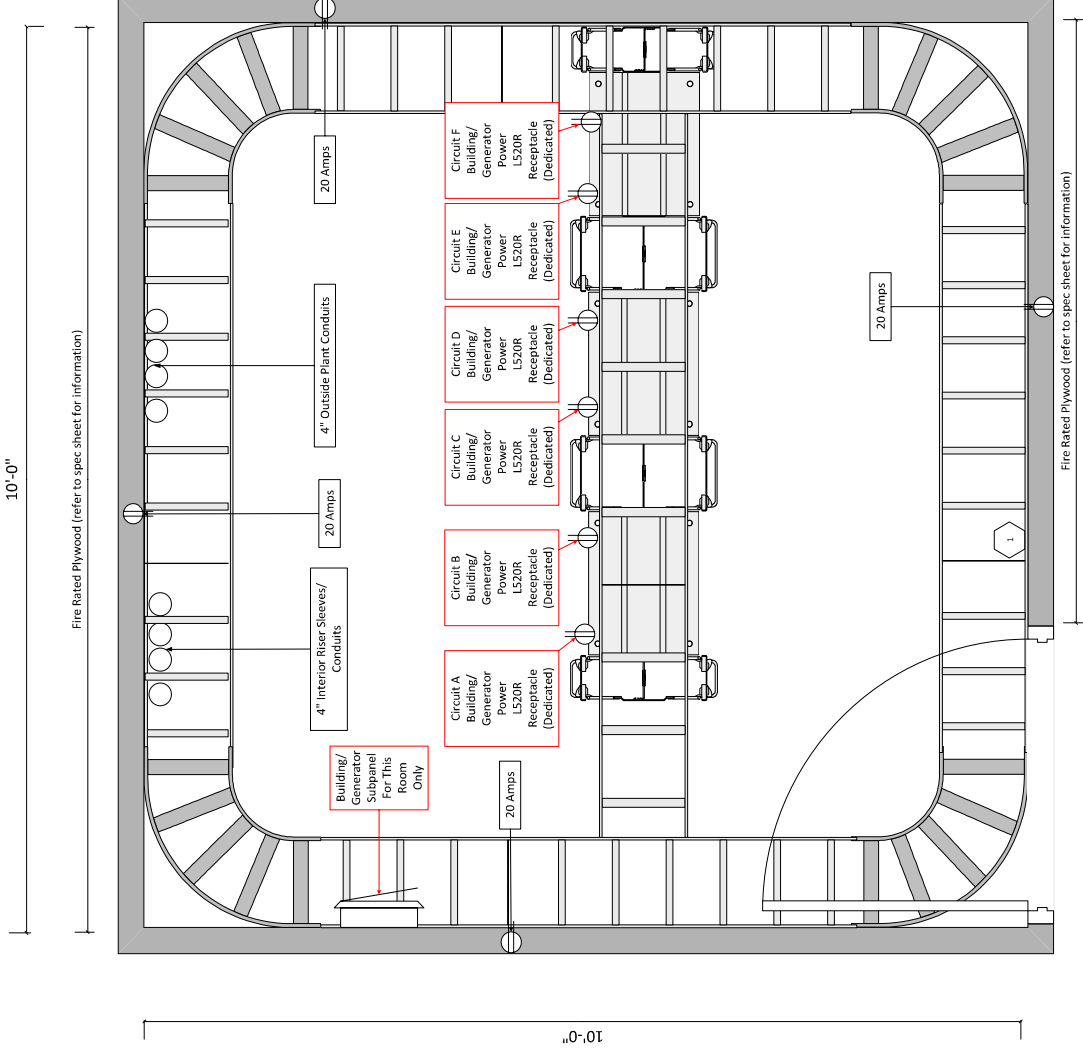 10'-0"
Fire Rated Plywood (refer to spec sheet for information)
20 Amps
4" Outside Plant Conduits
20 Amps
4" Interior Riser Sleeves/
Conduits
Building/
Generator
Subpanel
For This
Room
Only
Circuit F
Building/
Generator
Power
L520R
Receptacle
(Dedicated)
Circuit E
Building/
Generator
Power
L520R
Receptacle
(Dedicated)
Circuit D
Building/
Generator
Power
L520R
Receptacle
(Dedicated)
Circuit C
Building/
Generator
Power
L520R
Receptacle
(Dedicated)
Circuit B
Building/
Generator
Power
L520R
Receptacle
(Dedicated)
Circuit A
Building/
Generator
Power
L520R
Receptacle
(Dedicated)
20 Amps
20 Amps
1
Fire Rated Plywood (refer to spec sheet for information)
10'-0"